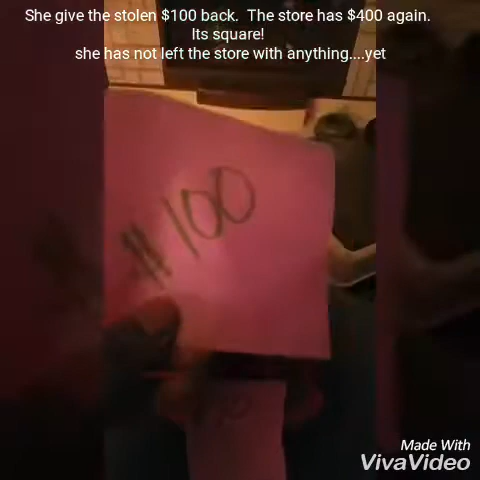 She give the stolen $100 back. The store has $400 again.
Its square!
she has not left the store with anything....yet
$100
Made With
VivaVideo